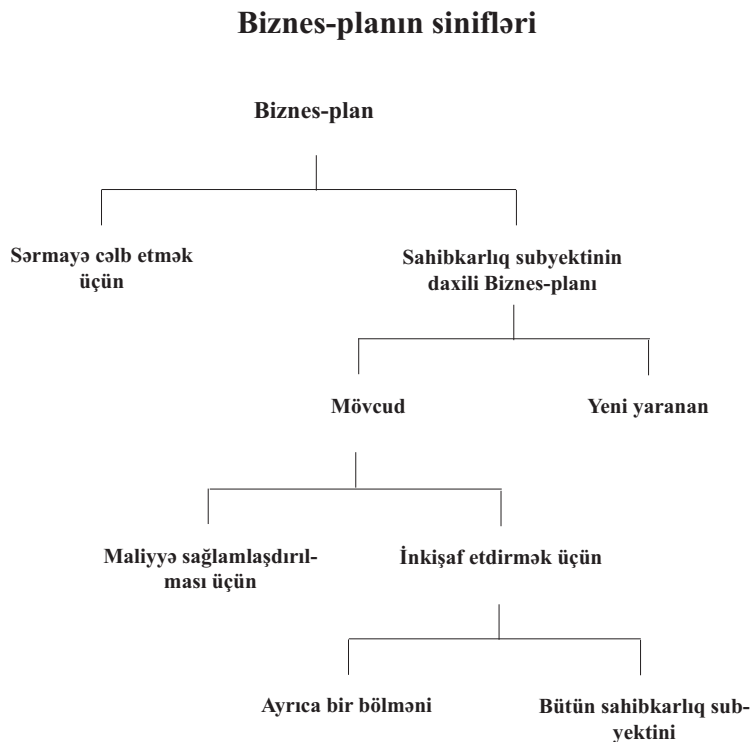 Biznes-planın sinifləri
Biznes-plan
Sərmayə cəlb etmək
üçün
Sahibkarlıq subyektinin
daxili Biznes-planı
Mövcud
Yeni yaranan
Maliyyə sağlamlaşdırıl-
ması üçün
İnkişaf etdirmək üçün
Ayrıca bir bölməni
Bütün sahibkarlıq sub-
yektini